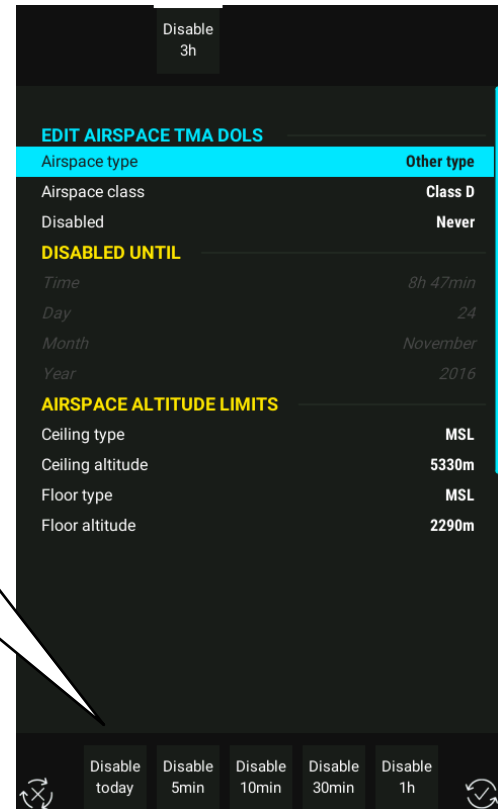 Disable
3h
EDIT AIRSPACE TMA DOLS
Airspace type Other type
Airspace class Class D
Disabled Never
DISABLED UNTIL
Time 8h 47min
Day 24
Month November
Year 2016
AIRSPACE ALTITUDE LIMITS
Ceiling type MSL
Ceiling altitude 5330m
Floor type MSL
Floor altitude 2290m
Disable Disable Disable Disable Disable
today 5min 10min 30min 1h